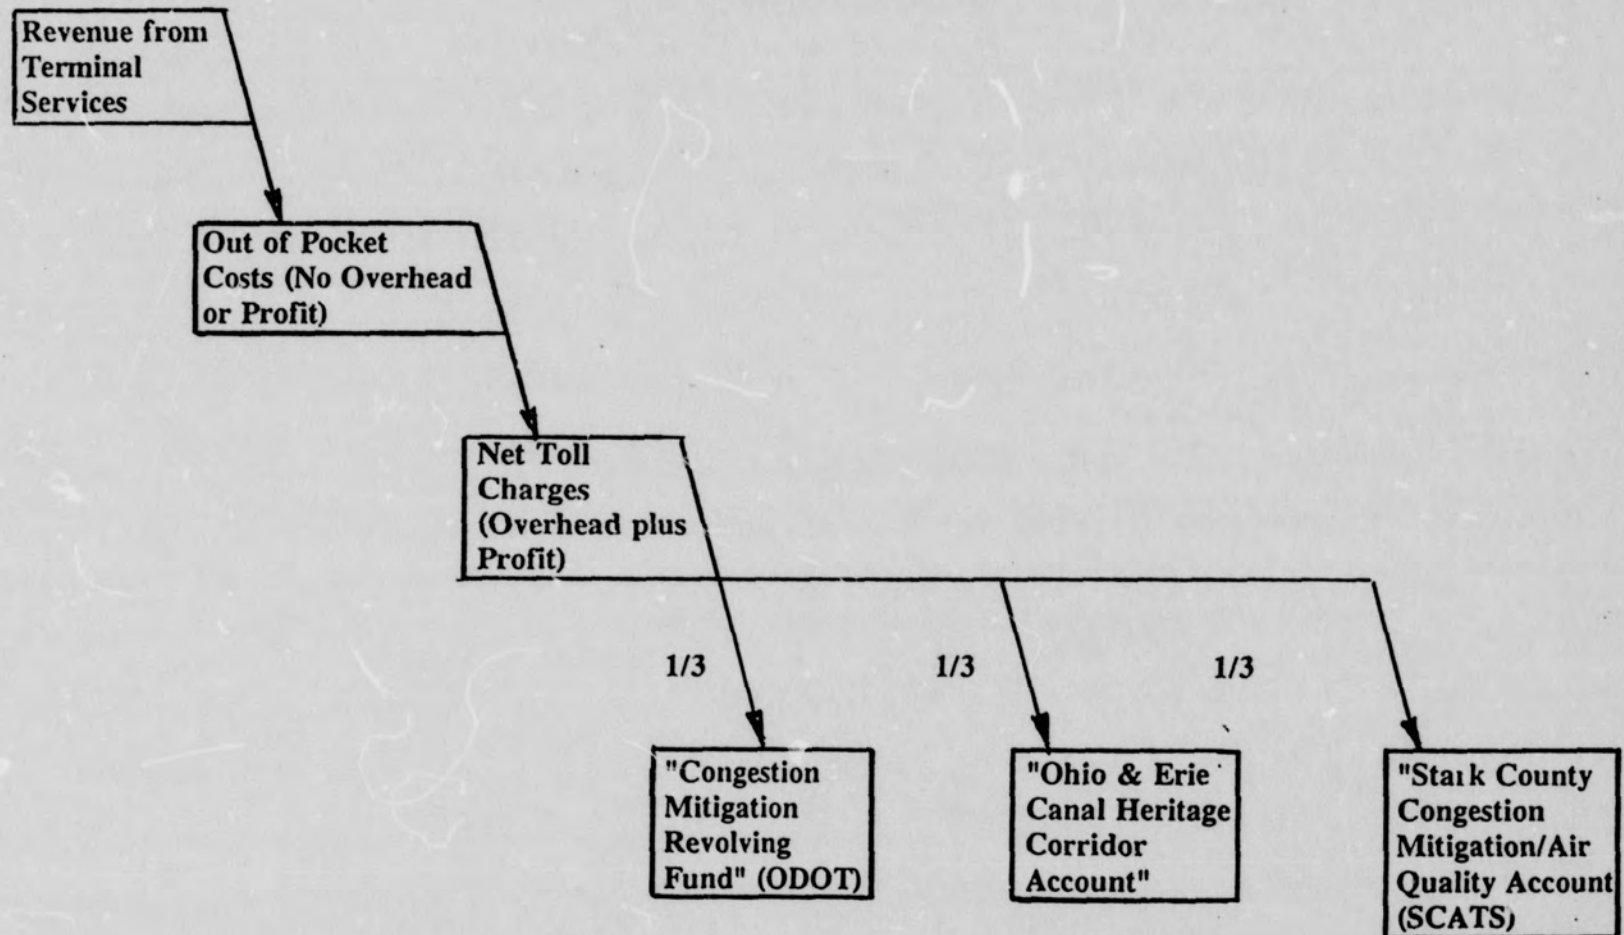 Revenue from
Terminal
Services
Out of Pocket
Costs (No Overhead
or Profit)
Net Toll
Charges
(Overhead plus
Profit)
1/3
1/3
1/3
"Congestion
Mitigation
Revolving
Fund" (ODOT)
"Ohio & Erie
Canal Heritage
Corridor
Account"
"Stark County
Congestion
Mitigation/Air
Quality Account
(SCATS)